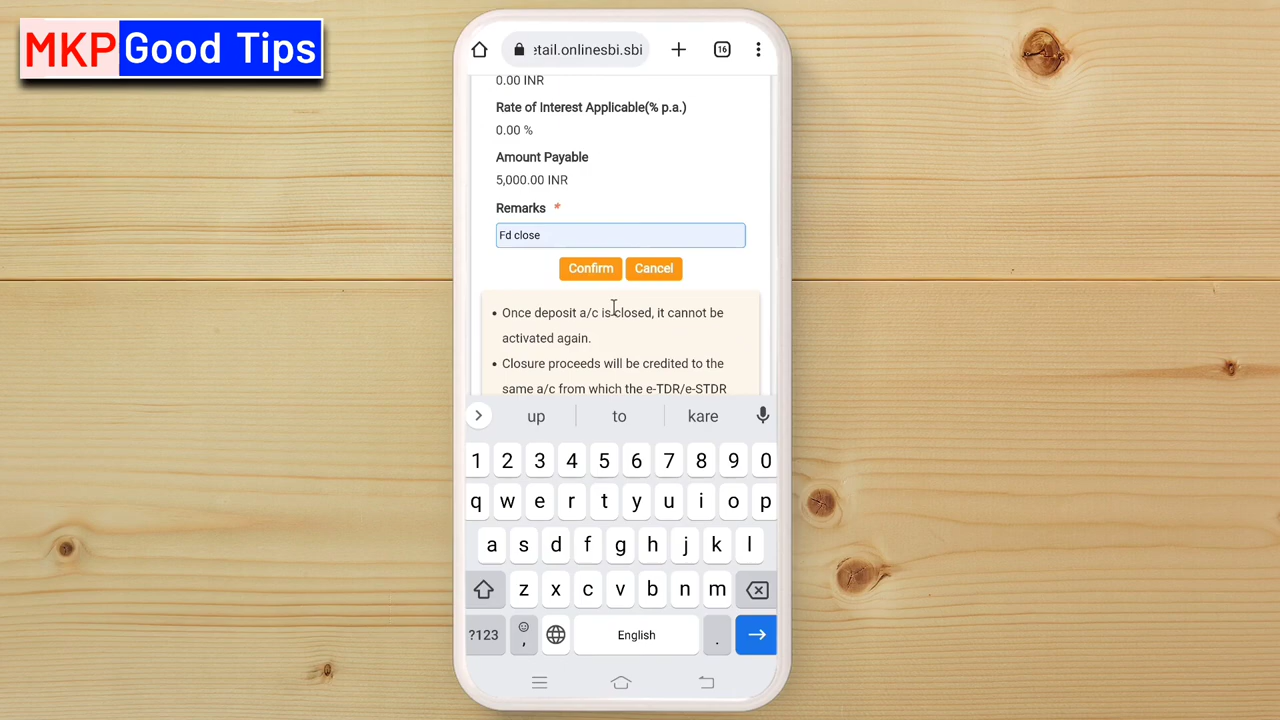 MKP Good Tips
etail.onlinesbi.sbi
16
0.00 INR
Rate of Interest Applicable(% p.a.)
0.00 %
Amount Payable
5,000.00 INR
Remarks *
Fd close
Confirm Cancel
• Once deposit a/c is closed, it cannot be
activated again.
• Closure proceeds will be credited to the
same a/c from which the e-TDR/e-STDR
up to kare
1 2 3 4 5 6 7 8 9 0
q w e r t y u i o p
a s d f g h j k l
z x c v b n m
?123 , English .